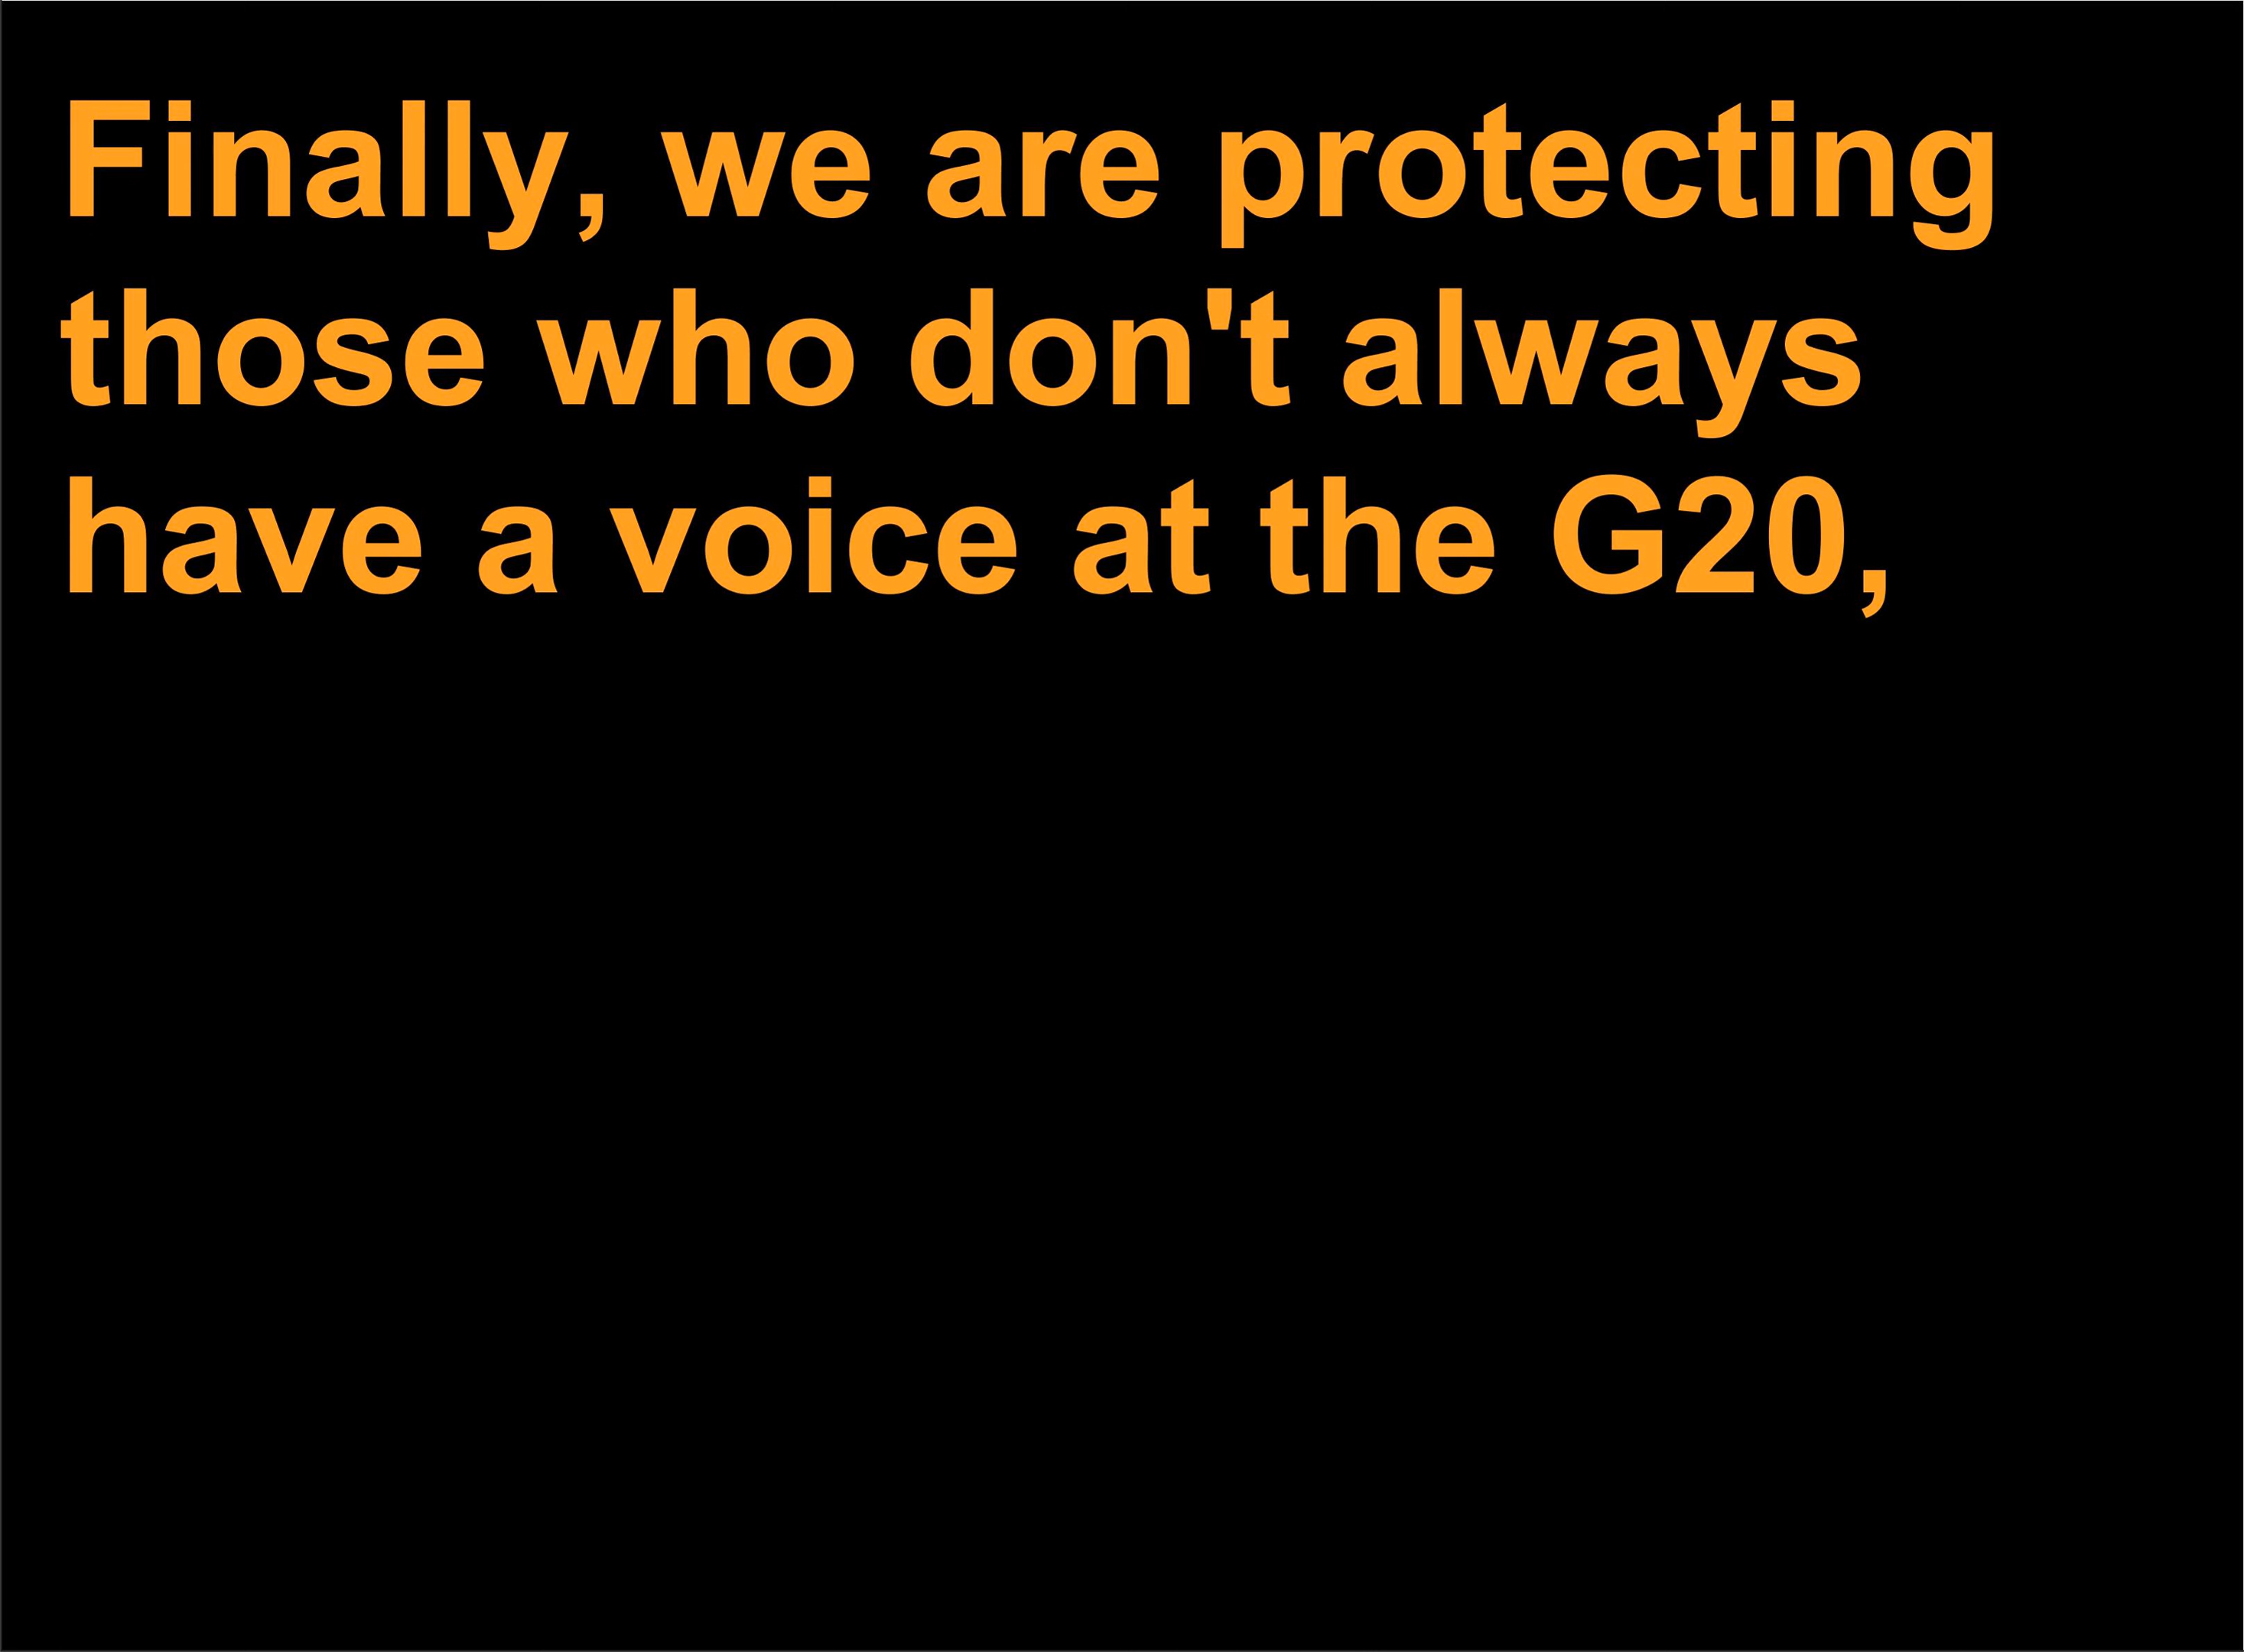 Finally, we are protecting
those who don't always
have a voice at the G20,